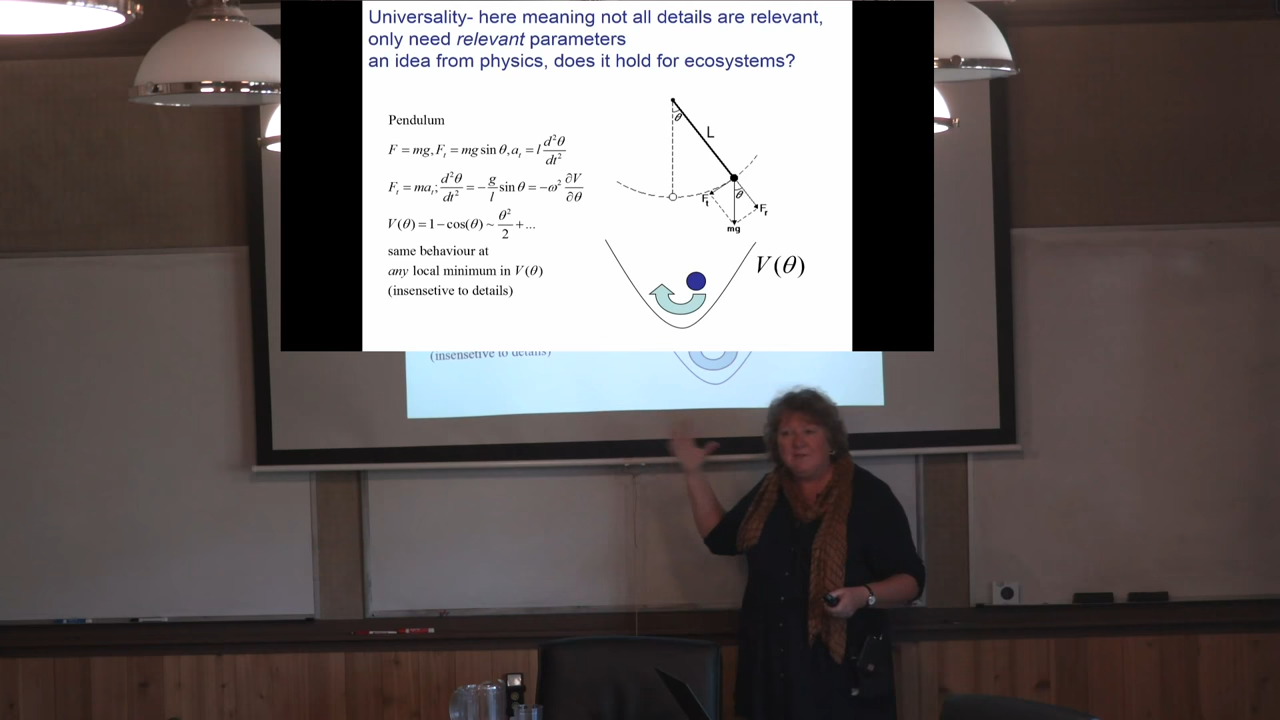 Universality- here meaning not all details are relevant,
only need relevant parameters
an idea from physics, does it hold for ecosystems?
Pendulum
F = mg, F_t = mg sin θ, a_t = l d²θ/dt²
F_t = ma_t; d²θ/dt² = −g/l sin θ = −ω² ∂V/∂θ
V(θ) = 1 − cos(θ) ~ θ²/2 + ...
same behaviour at
any local minimum in V(θ)
(insensetive to details)
θ
L
F_t
θ
F_r
mg
V(θ)
(insensetive to details)